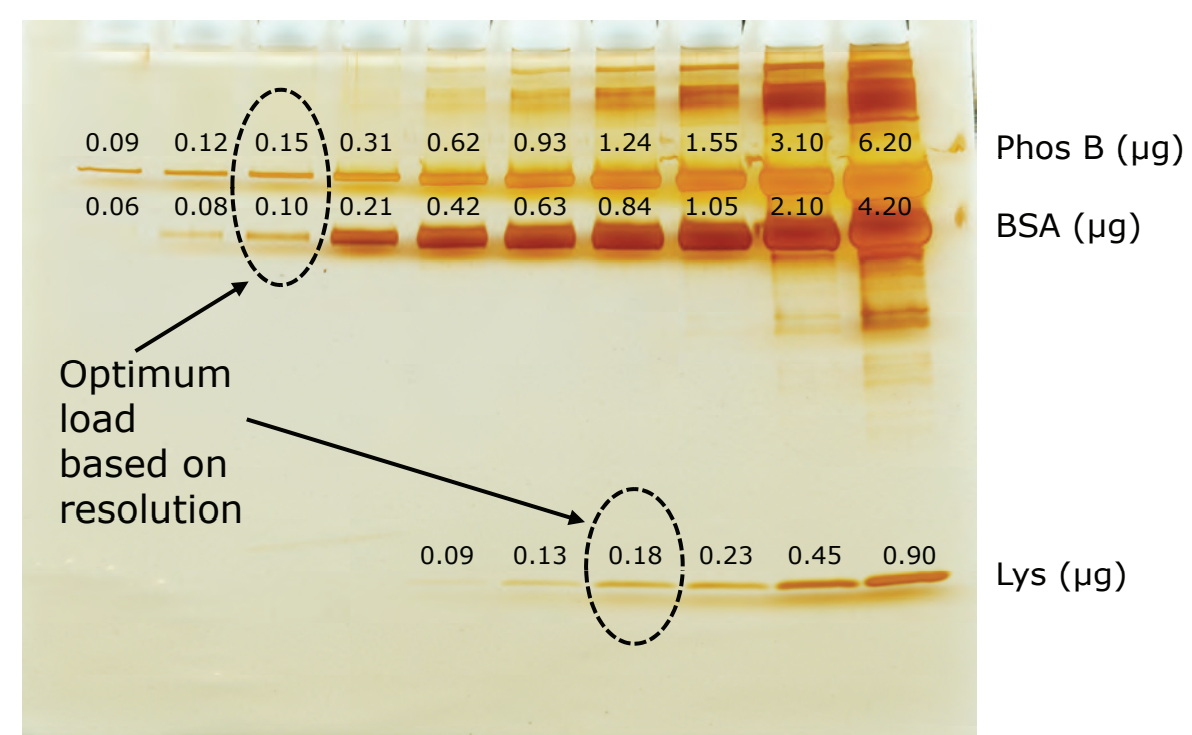 0.09 0.12 0.15 0.31 0.62 0.93 1.24 1.55 3.10 6.20 Phos B (µg)
0.06 0.08 0.10 0.21 0.42 0.63 0.84 1.05 2.10 4.20 BSA (µg)
Optimum
load
based on
resolution
0.09 0.13 0.18 0.23 0.45 0.90 Lys (µg)